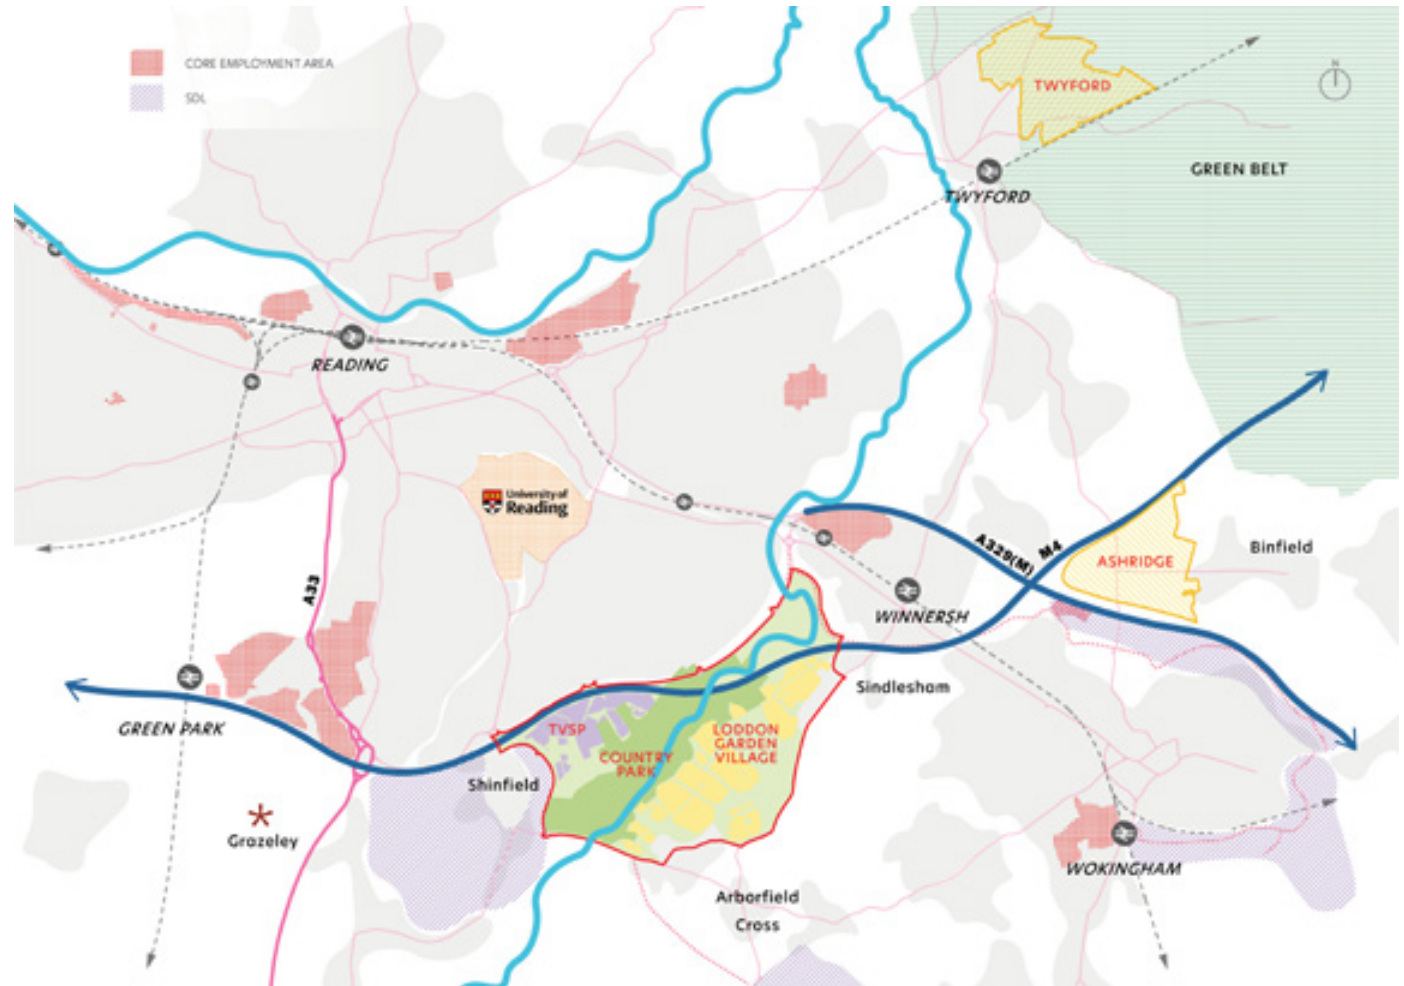 CORE EMPLOYMENT AREA
SDL
N
TWYFORD
GREEN BELT
TWYFORD
READING
University of
Reading
A33
A329(M)
M4
ASHRIDGE
Binfield
WINNERSH
Sindlesham
GREEN PARK
TVSP
COUNTRY
PARK
LODDON
GARDEN
VILLAGE
Shinfield
Grazeley
WOKINGHAM
Arborfield
Cross